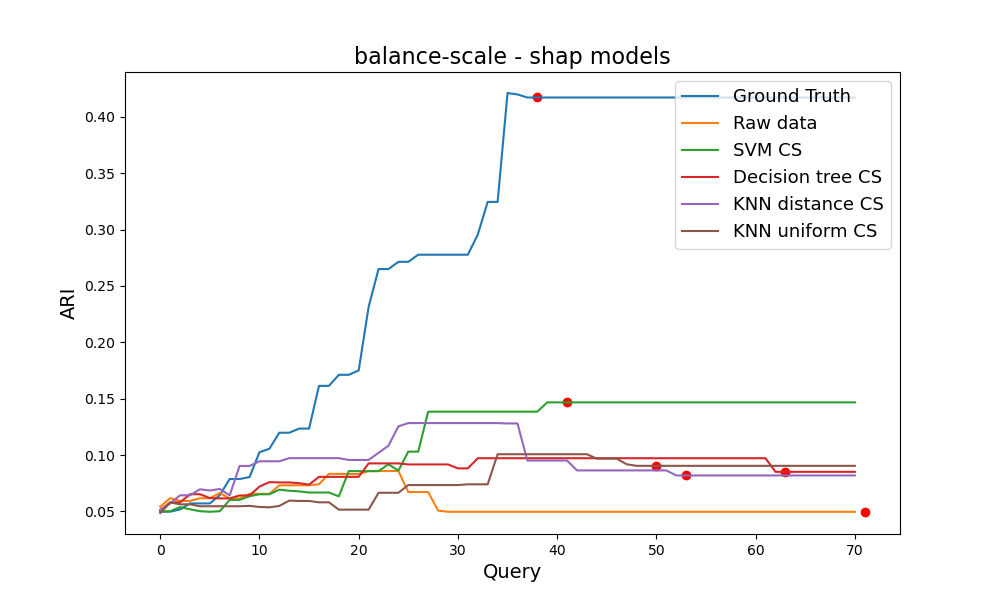 balance-scale - shap models
ARI
0.40
0.35
0.30
0.25
0.20
0.15
0.10
0.05
Ground Truth
Raw data
SVM CS
Decision tree CS
KNN distance CS
KNN uniform CS
0 10 20 30 40 50 60 70
Query